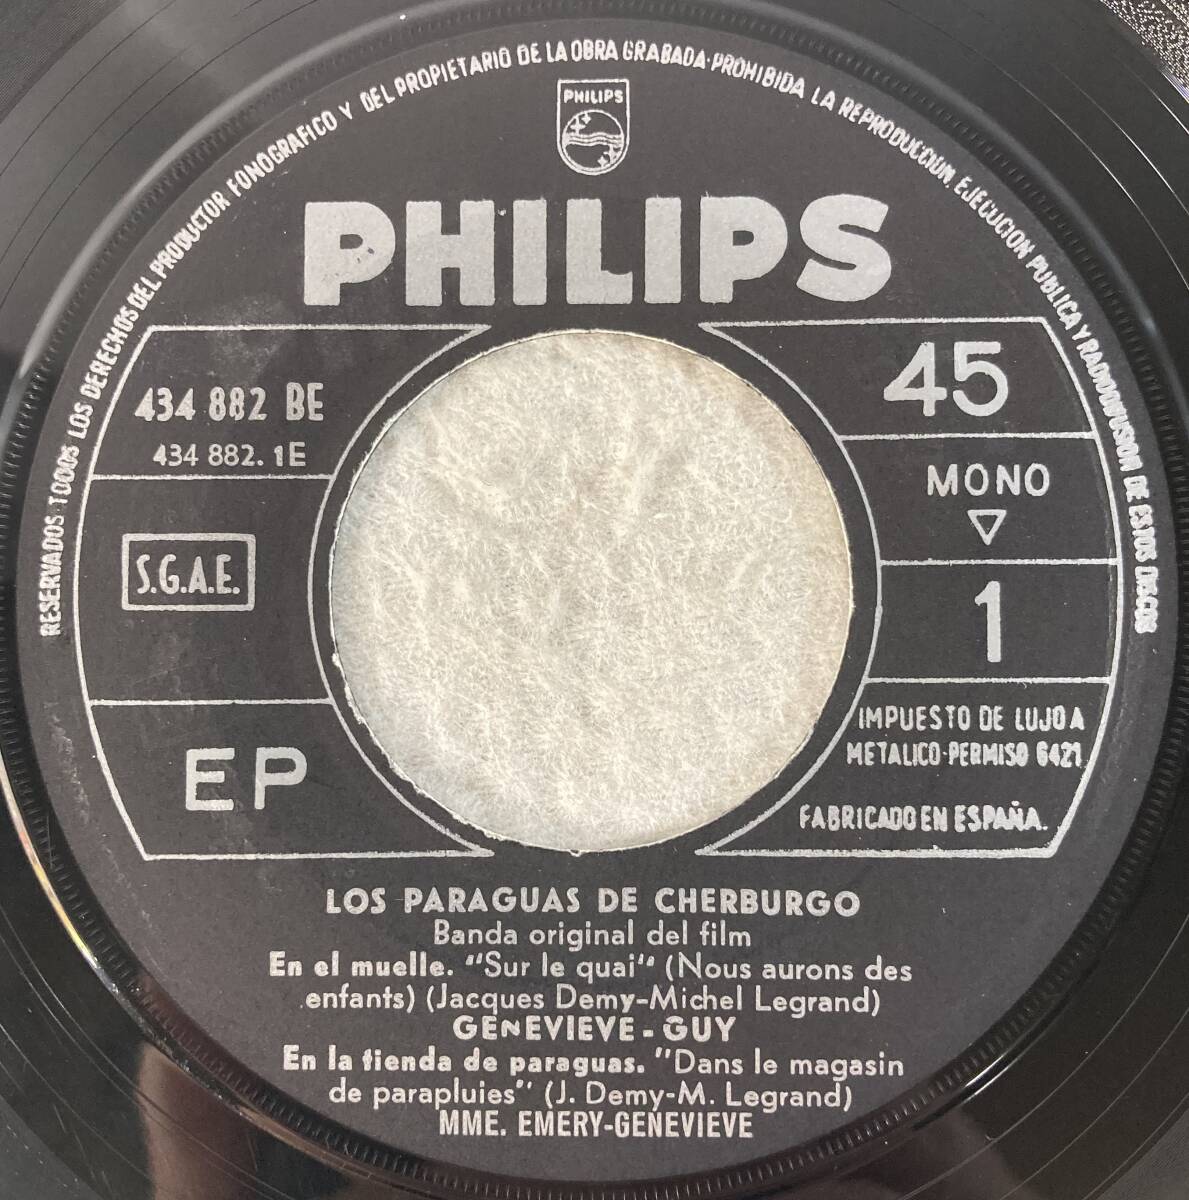 RESERVADOS TODOS LOS DERECHOS DEL PRODUCTOR FONOGRAFICO Y DEL PROPIETARIO DE LA OBRA GRABADA·PROHIBIDA LA REPRODUCCION, EJECUCION PUBLICA Y RADIODIFUSION DE ESTOS DISCOS
PHILIPS
PHILIPS
434 882 BE
434 882. 1E
S.G.A.E.
EP
45
MONO
1
IMPUESTO DE LUJO A
METALICO-PERMISO 6421
FABRICADO EN ESPAÑA.
LOS PARAGUAS DE CHERBURGO
Banda original del film
En el muelle. "Sur le quai" (Nous aurons des
enfants) (Jacques Demy-Michel Legrand)
GENEVIEVE - GUY
En la tienda de paraguas. "Dans le magasin
de parapluies" (J. Demy-M. Legrand)
MME. EMERY-GENEVIEVE